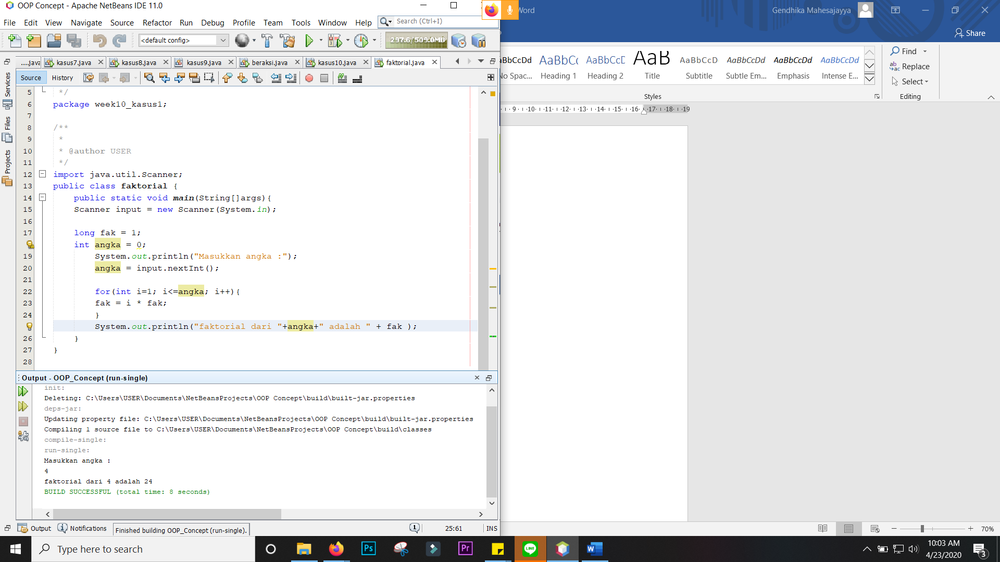 OOP Concept - Apache NetBeans IDE 11.0
File Edit View Navigate Source Refactor Run Debug Profile Team Tools Window Help
Search (Ctrl+I)
<default config>
297.6/509.0MB
....java kasus7.java kasus8.java kasus9.java beraksi.java kasus10.java faktorial.java
Source History
Services
Files
Projects
5 */
6 package week10_kasus1;
7
8 /**
9 *
10 * @author USER
11 */
12 import java.util.Scanner;
13 public class faktorial {
14 public static void main(String[]args){
15 Scanner input = new Scanner(System.in);
16
17 long fak = 1;
int angka = 0;
19 System.out.println("Masukkan angka :");
20 angka = input.nextInt();
21
22 for(int i=1; i<=angka; i++){
23 fak = i * fak;
24 }
System.out.println("faktorial dari "+angka+" adalah " + fak );
26 }
27 }
28
Output - OOP_Concept (run-single)
init:
Deleting: C:\Users\USER\Documents\NetBeansProjects\OOP Concept\build\built-jar.properties
deps-jar:
Updating property file: C:\Users\USER\Documents\NetBeansProjects\OOP Concept\build\built-jar.properties
Compiling 1 source file to C:\Users\USER\Documents\NetBeansProjects\OOP Concept\build\classes
compile-single:
run-single:
Masukkan angka :
4
faktorial dari 4 adalah 24
BUILD SUCCESSFUL (total time: 8 seconds)
Output Notifications Finished building OOP_Concept (run-single). 1 25:61 INS
Word
Gendhika Mahesajayya
Share
AaBbCcDd AaBbCc AaBbCcD AaB AaBbCcD AaBbCcDd AaBbCcDd AaBbCcDd
No Spac... Heading 1 Heading 2 Title Subtitle Subtle Em... Emphasis Intense E...
Styles
Find
Replace
Select
Editing
9 10 11 12 13 14 15 16 17 18 19
70%
Type here to search
Ps
Pr
LINE
W
10:03 AM
4/23/2020
3